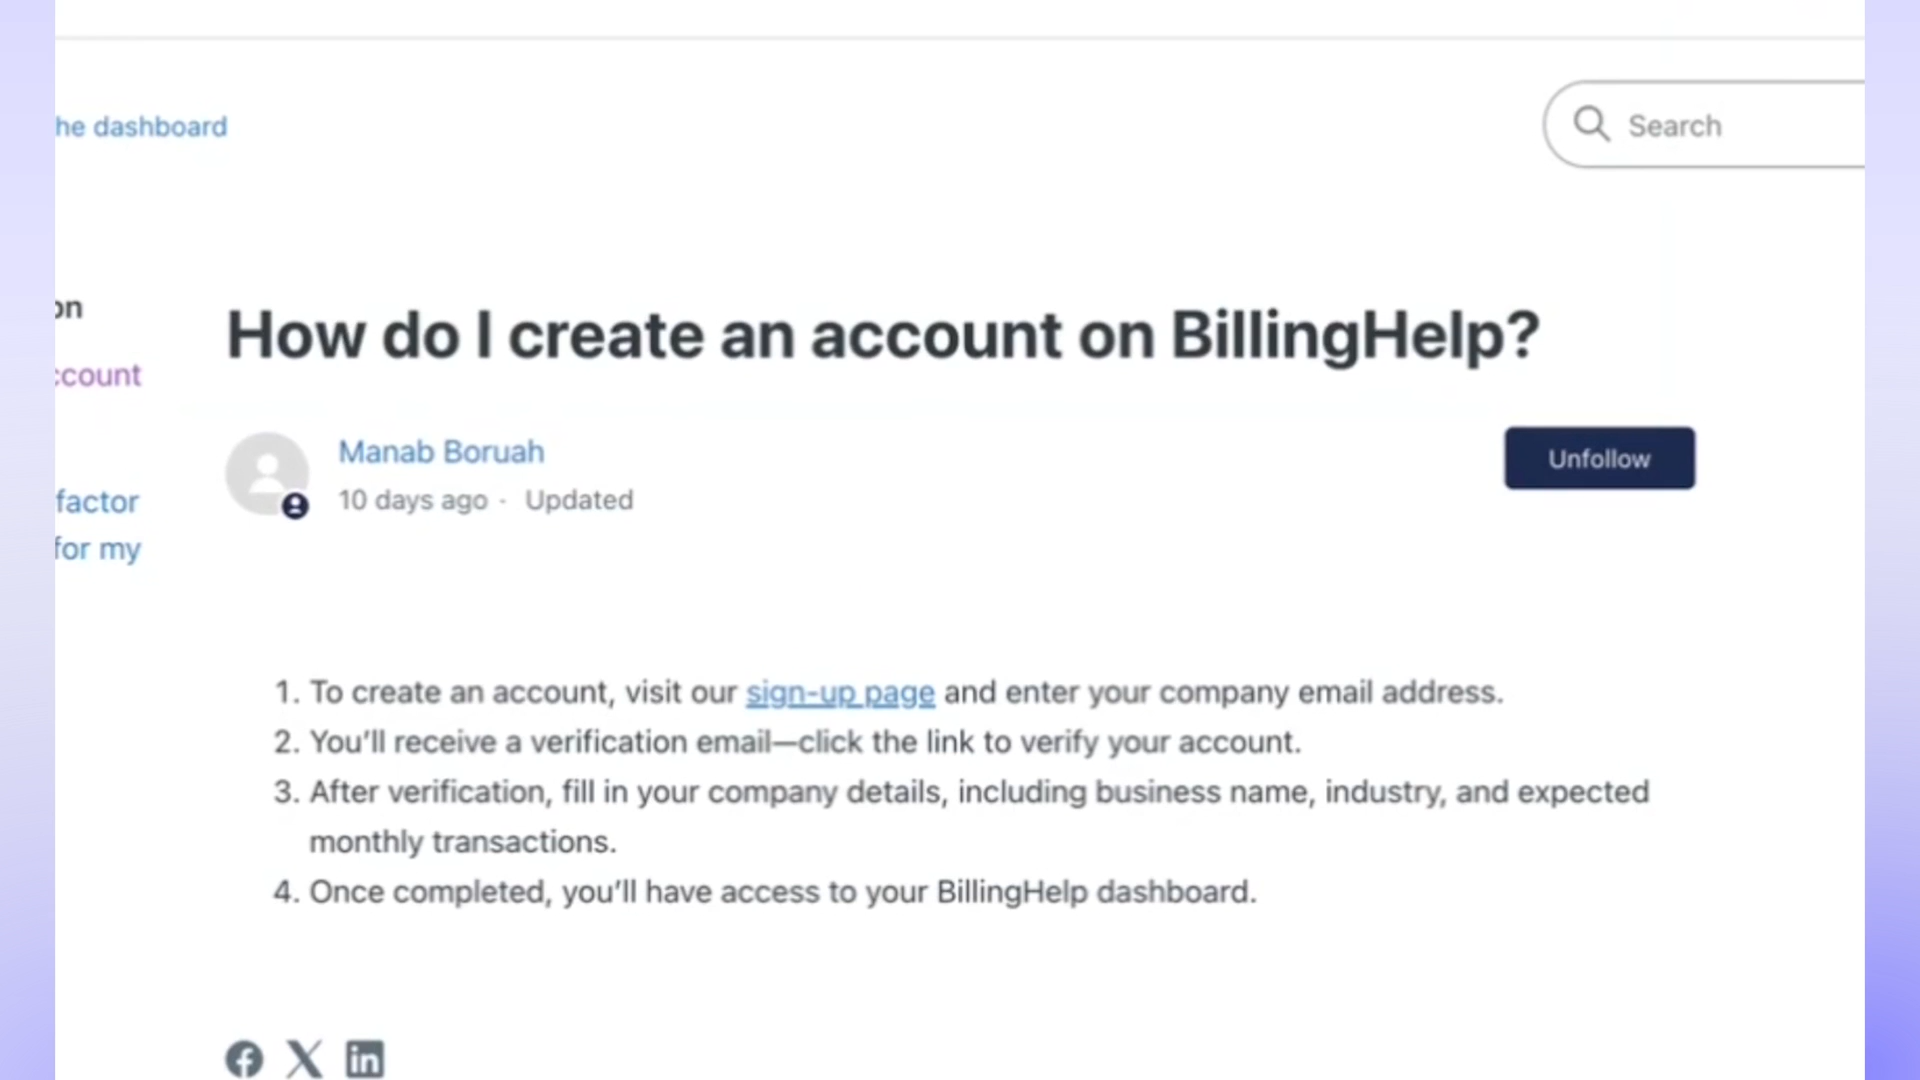 he dashboard
Search
on
How do I create an account on BillingHelp?
ccount
Manab Boruah
Unfollow
10 days ago · Updated
factor
for my
1. To create an account, visit our sign-up page and enter your company email address.
2. You’ll receive a verification email—click the link to verify your account.
3. After verification, fill in your company details, including business name, industry, and expected
monthly transactions.
4. Once completed, you’ll have access to your BillingHelp dashboard.